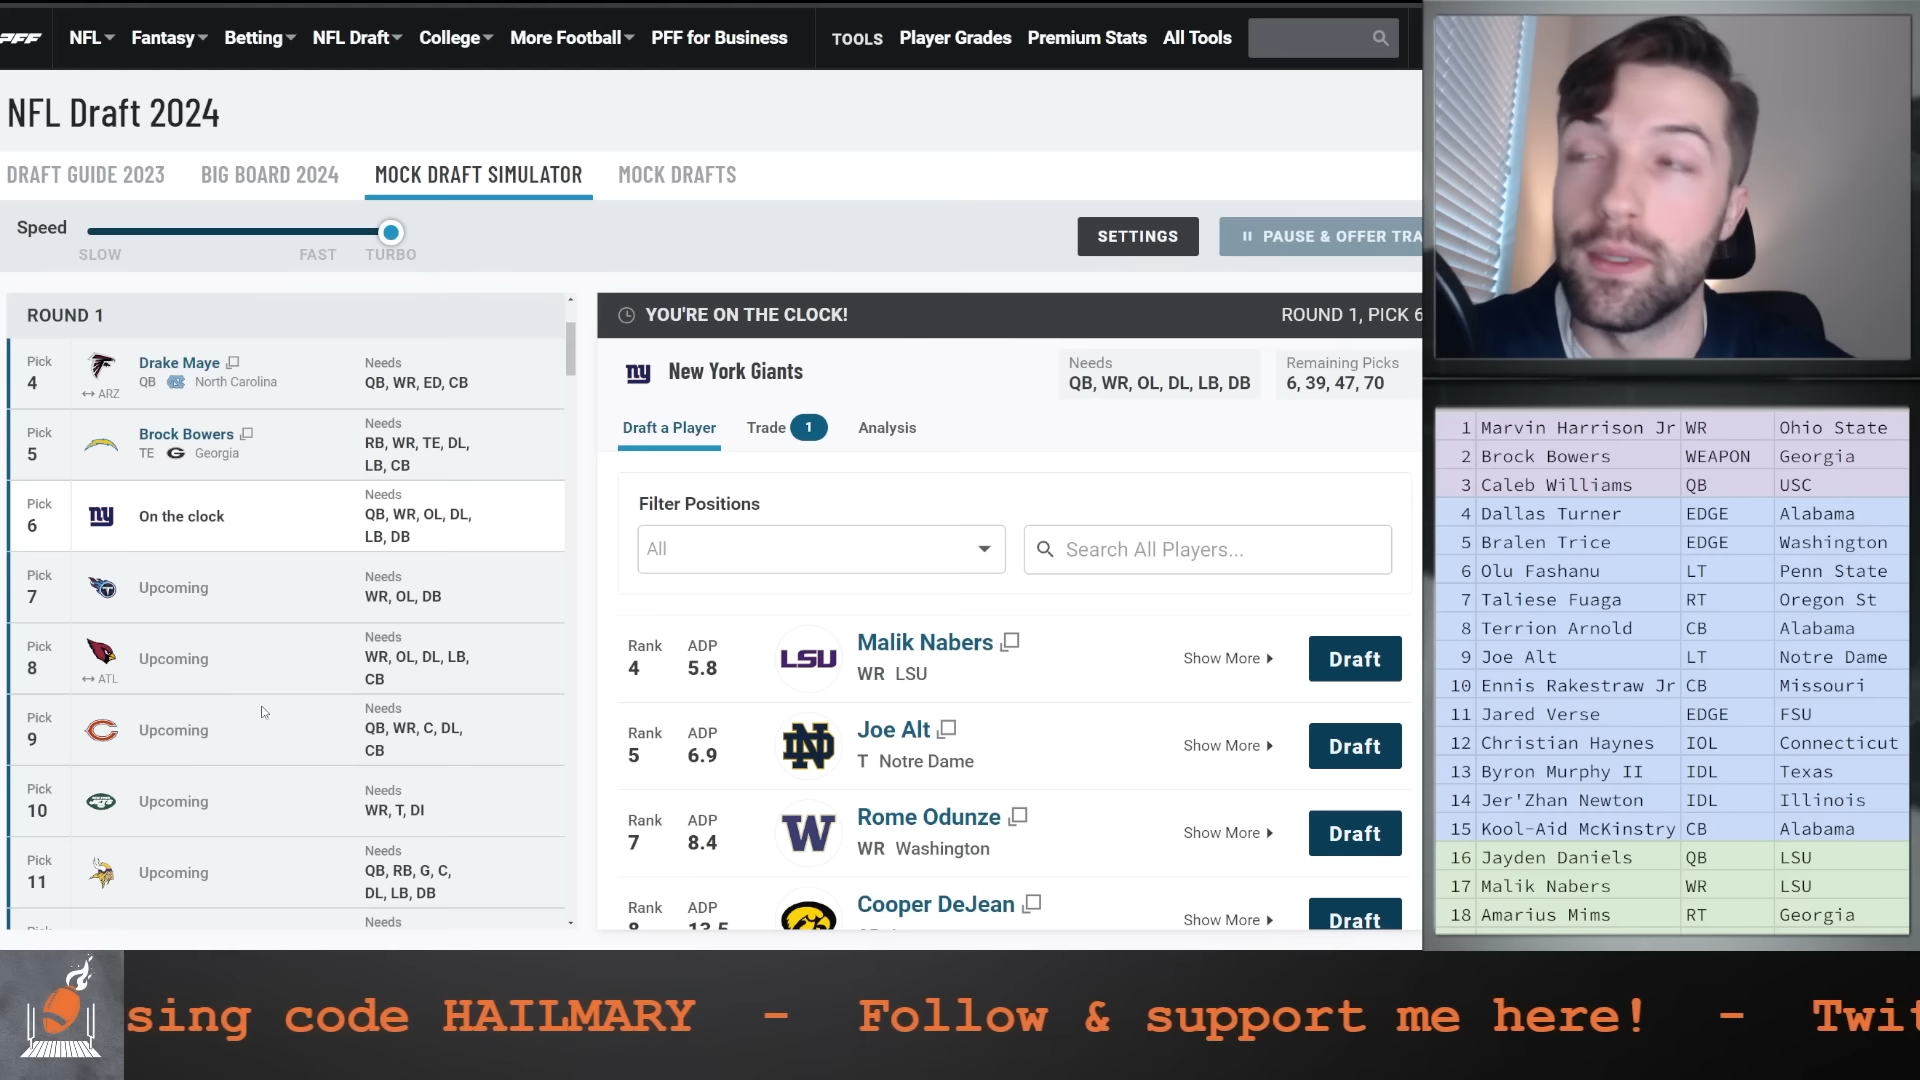 PFF NFL Fantasy Betting NFL Draft College More Football PFF for Business TOOLS Player Grades Premium Stats All Tools
NFL Draft 2024
DRAFT GUIDE 2023 BIG BOARD 2024 MOCK DRAFT SIMULATOR MOCK DRAFTS
Speed
SLOW FAST TURBO
SETTINGS
PAUSE & OFFER TRA
ROUND 1
Pick 4 ARZ Drake Maye QB North Carolina Needs QB, WR, ED, CB
Pick 5 Brock Bowers TE G Georgia Needs RB, WR, TE, DL, LB, CB
Pick 6 ny On the clock Needs QB, WR, OL, DL, LB, DB
Pick 7 Upcoming Needs WR, OL, DB
Pick 8 ATL Upcoming Needs WR, OL, DL, LB, CB
Pick 9 Upcoming Needs QB, WR, C, DL, CB
Pick 10 JETS Upcoming Needs WR, T, DI
Pick 11 Upcoming Needs QB, RB, G, C, DL, LB, DB
Needs
YOU'RE ON THE CLOCK! ROUND 1, PICK 6
ny New York Giants
Needs QB, WR, OL, DL, LB, DB
Remaining Picks 6, 39, 47, 70
Draft a Player Trade 1 Analysis
Filter Positions
All
Search All Players...
Rank 4 ADP 5.8 LSU Malik Nabers WR LSU Show More Draft
Rank 5 ADP 6.9 ND Joe Alt T Notre Dame Show More Draft
Rank 7 ADP 8.4 W Rome Odunze WR Washington Show More Draft
Rank 8 ADP 13.5 Cooper DeJean Show More Draft
1 Marvin Harrison Jr WR Ohio State
2 Brock Bowers WEAPON Georgia
3 Caleb Williams QB USC
4 Dallas Turner EDGE Alabama
5 Bralen Trice EDGE Washington
6 Olu Fashanu LT Penn State
7 Taliese Fuaga RT Oregon St
8 Terrion Arnold CB Alabama
9 Joe Alt LT Notre Dame
10 Ennis Rakestraw Jr CB Missouri
11 Jared Verse EDGE FSU
12 Christian Haynes IOL Connecticut
13 Byron Murphy II IDL Texas
14 Jer'Zhan Newton IDL Illinois
15 Kool-Aid McKinstry CB Alabama
16 Jayden Daniels QB LSU
17 Malik Nabers WR LSU
18 Amarius Mims RT Georgia
sing code HAILMARY - Follow & support me here! - Twit